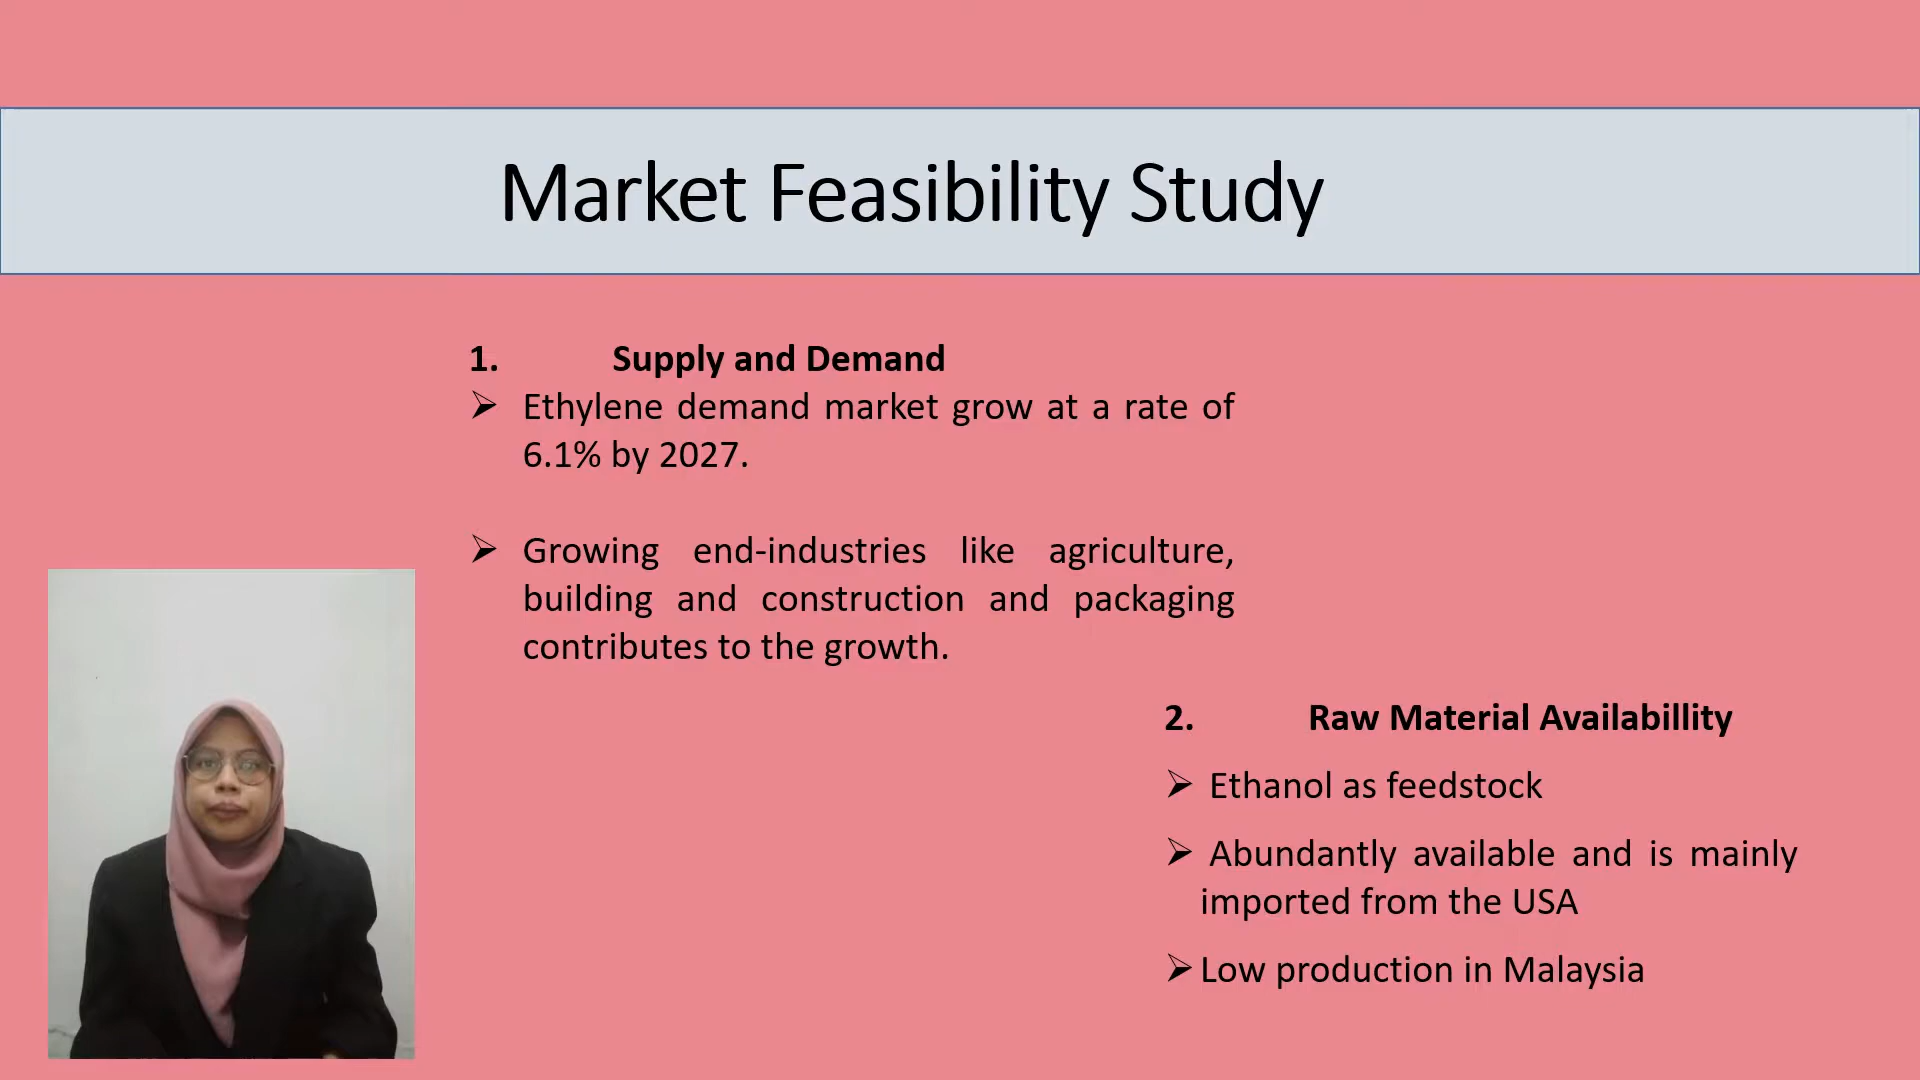 Market Feasibility Study
1. Supply and Demand
➢ Ethylene demand market grow at a rate of
6.1% by 2027.
➢ Growing end-industries like agriculture,
building and construction and packaging
contributes to the growth.
2. Raw Material Availabillity
➢ Ethanol as feedstock
➢ Abundantly available and is mainly
imported from the USA
➢ Low production in Malaysia